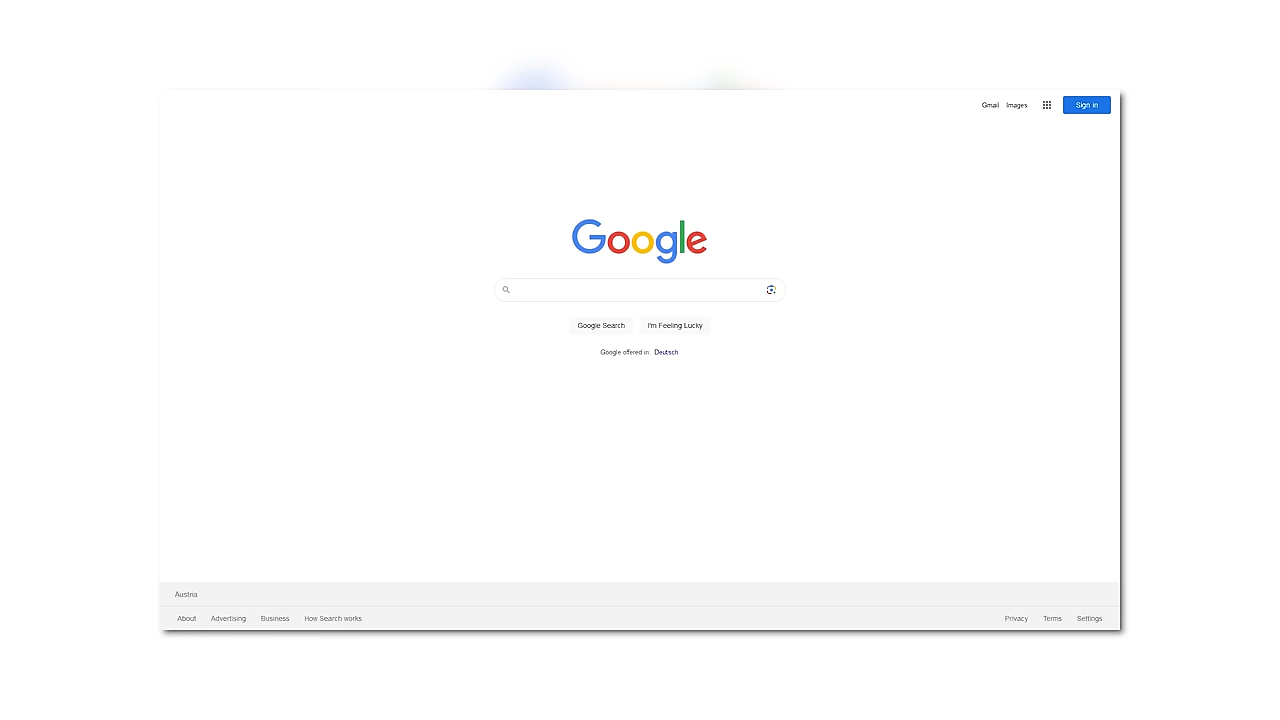 Gmail Images Sign in
Google
Google Search I'm Feeling Lucky
Google offered in: Deutsch
Austria
About Advertising Business How Search works Privacy Terms Settings